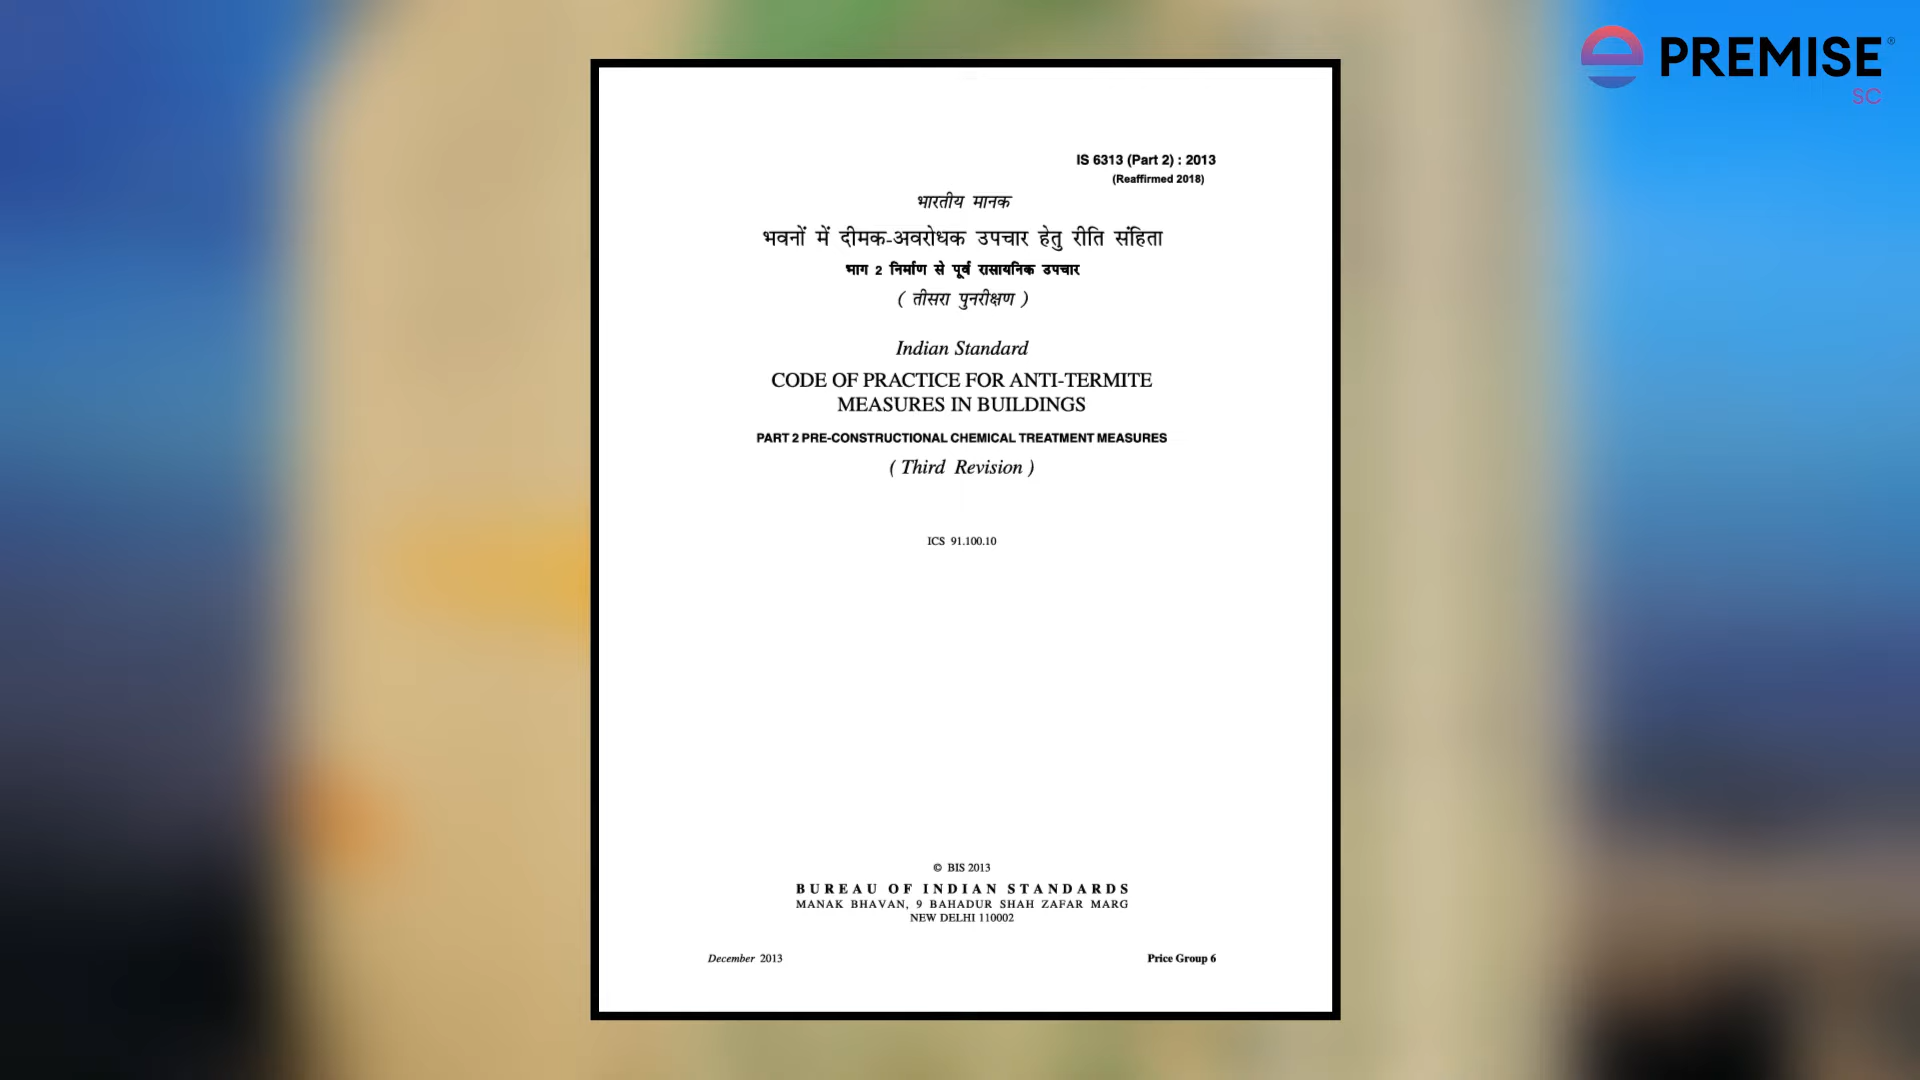 PREMISE®
SC
IS 6313 (Part 2) : 2013
(Reaffirmed 2018)
भारतीय मानक
भवनों में दीमक-अवरोधक उपचार हेतु रीति संहिता
भाग 2 निर्माण से पूर्व रासायनिक उपचार
( तीसरा पुनरीक्षण )
Indian Standard
CODE OF PRACTICE FOR ANTI-TERMITE
MEASURES IN BUILDINGS
PART 2 PRE-CONSTRUCTIONAL CHEMICAL TREATMENT MEASURES
( Third Revision )
ICS 91.100.10
© BIS 2013
BUREAU OF INDIAN STANDARDS
MANAK BHAVAN, 9 BAHADUR SHAH ZAFAR MARG
NEW DELHI 110002
December 2013
Price Group 6